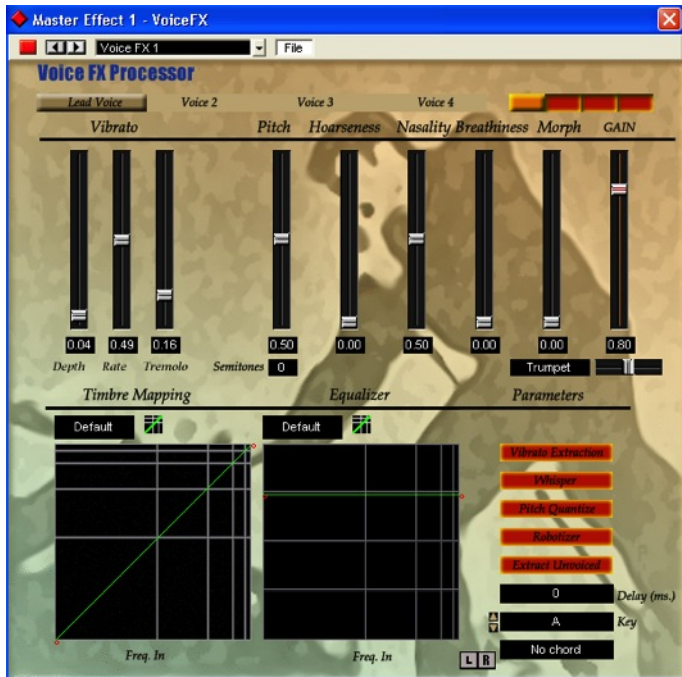 Master Effect 1 - VoiceFX
Voice FX 1 File
Voice FX Processor
Lead Voice Voice 2 Voice 3 Voice 4
Vibrato Pitch Hoarseness Nasality Breathiness Morph GAIN
0.04 0.49 0.16 0.50 0.00 0.50 0.00 0.00 0.80
Depth Rate Tremolo Semitones 0 Trumpet
Timbre Mapping Equalizer Parameters
Default Default
Vibrato Extraction
Whisper
Pitch Quantize
Robotizer
Extract Unvoiced
0 Delay (ms.)
A Key
No chord
Freq. In Freq. In L R